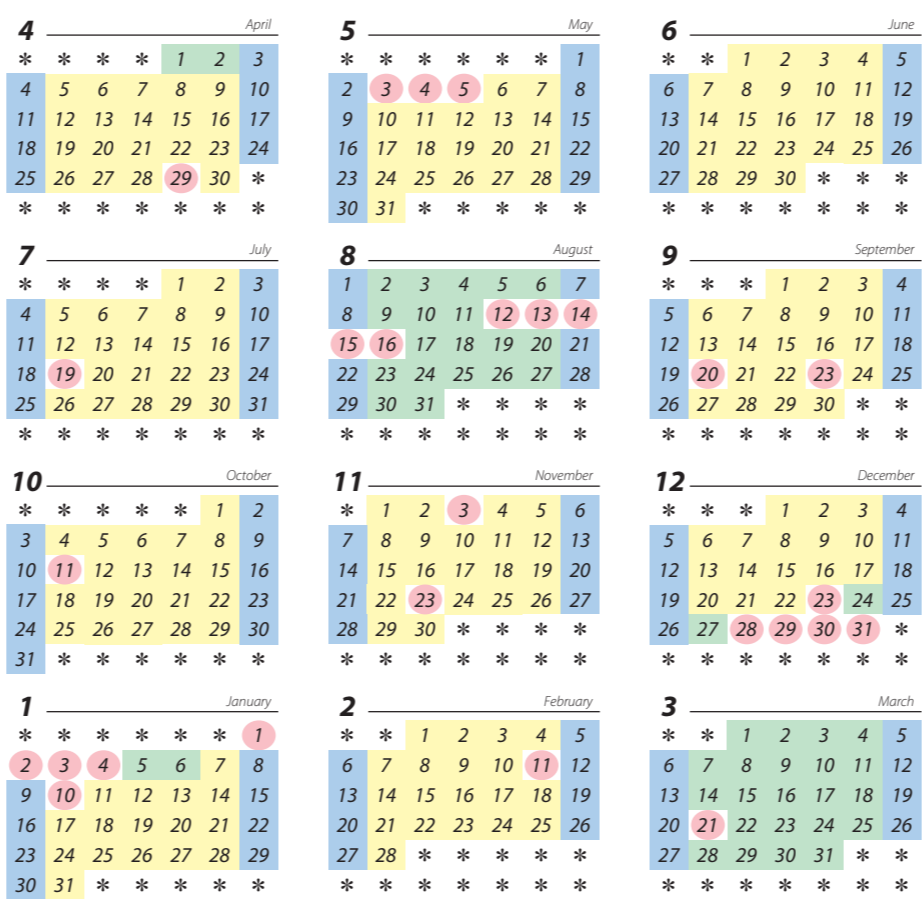 4 April
* * * * 1 2 3
4 5 6 7 8 9 10
11 12 13 14 15 16 17
18 19 20 21 22 23 24
25 26 27 28 29 30 *
* * * * * * *
5 May
* * * * * * 1
2 3 4 5 6 7 8
9 10 11 12 13 14 15
16 17 18 19 20 21 22
23 24 25 26 27 28 29
30 31 * * * * *
6 June
* * 1 2 3 4 5
6 7 8 9 10 11 12
13 14 15 16 17 18 19
20 21 22 23 24 25 26
27 28 29 30 * * *
* * * * * * *
7 July
* * * * 1 2 3
4 5 6 7 8 9 10
11 12 13 14 15 16 17
18 19 20 21 22 23 24
25 26 27 28 29 30 31
* * * * * * *
8 August
1 2 3 4 5 6 7
8 9 10 11 12 13 14
15 16 17 18 19 20 21
22 23 24 25 26 27 28
29 30 31 * * * *
* * * * * * *
9 September
* * * 1 2 3 4
5 6 7 8 9 10 11
12 13 14 15 16 17 18
19 20 21 22 23 24 25
26 27 28 29 30 * *
* * * * * * *
10 October
* * * * * 1 2
3 4 5 6 7 8 9
10 11 12 13 14 15 16
17 18 19 20 21 22 23
24 25 26 27 28 29 30
31 * * * * * *
11 November
* 1 2 3 4 5 6
7 8 9 10 11 12 13
14 15 16 17 18 19 20
21 22 23 24 25 26 27
28 29 30 * * * *
* * * * * * *
12 December
* * * 1 2 3 4
5 6 7 8 9 10 11
12 13 14 15 16 17 18
19 20 21 22 23 24 25
26 27 28 29 30 31 *
* * * * * * *
1 January
* * * * * * 1
2 3 4 5 6 7 8
9 10 11 12 13 14 15
16 17 18 19 20 21 22
23 24 25 26 27 28 29
30 31 * * * * *
2 February
* * 1 2 3 4 5
6 7 8 9 10 11 12
13 14 15 16 17 18 19
20 21 22 23 24 25 26
27 28 * * * * *
* * * * * * *
3 March
* * 1 2 3 4 5
6 7 8 9 10 11 12
13 14 15 16 17 18 19
20 21 22 23 24 25 26
27 28 29 30 31 * *
* * * * * * *